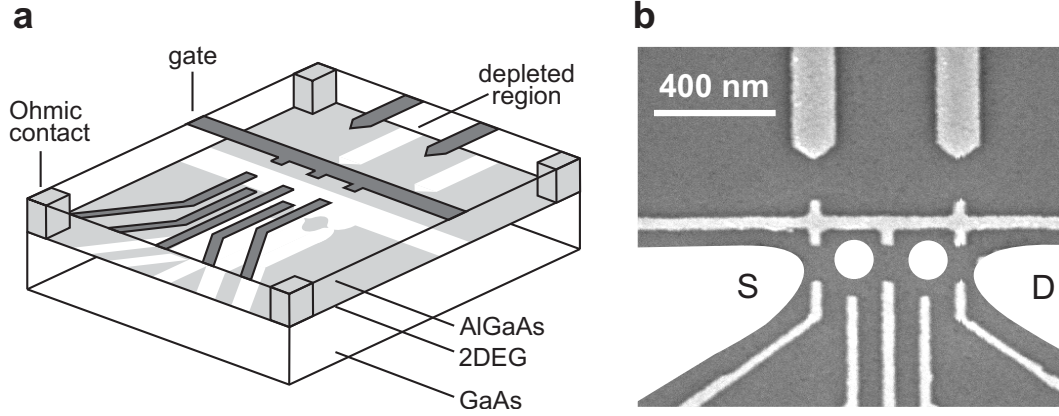 a
gate
Ohmic
contact
depleted
region
AlGaAs
2DEG
GaAs
b
400 nm
S
D